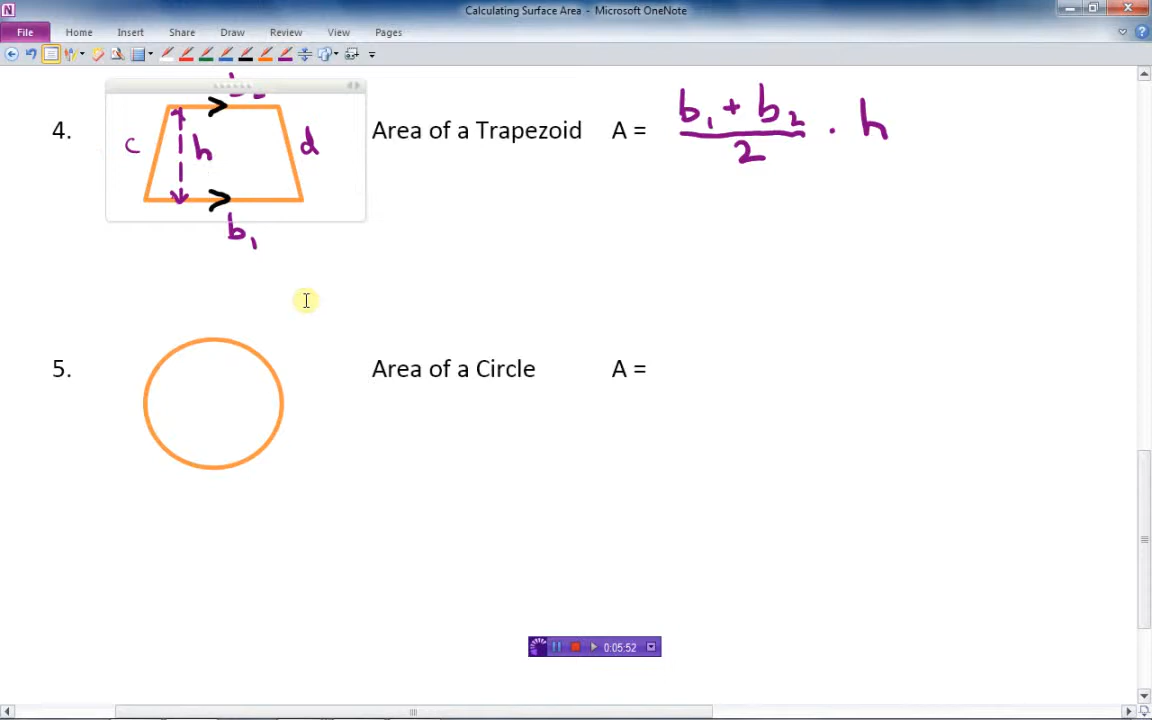 Calculating Surface Area - Microsoft OneNote
File Home Insert Share Draw Review View Pages
4. c h d b₁ Area of a Trapezoid A = b₁ + b₂ / 2 · h
5. Area of a Circle A =
0:05:52